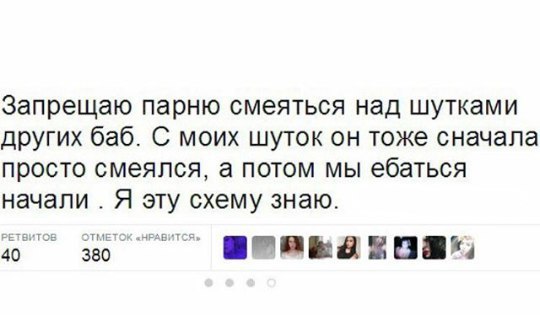 Запрещаю парню смеяться над шутками
других баб. С моих шуток он тоже сначала
просто смеялся, а потом мы ебаться
начали . Я эту схему знаю.
РЕТВИТОВ ОТМЕТОК «НРАВИТСЯ»
40 380